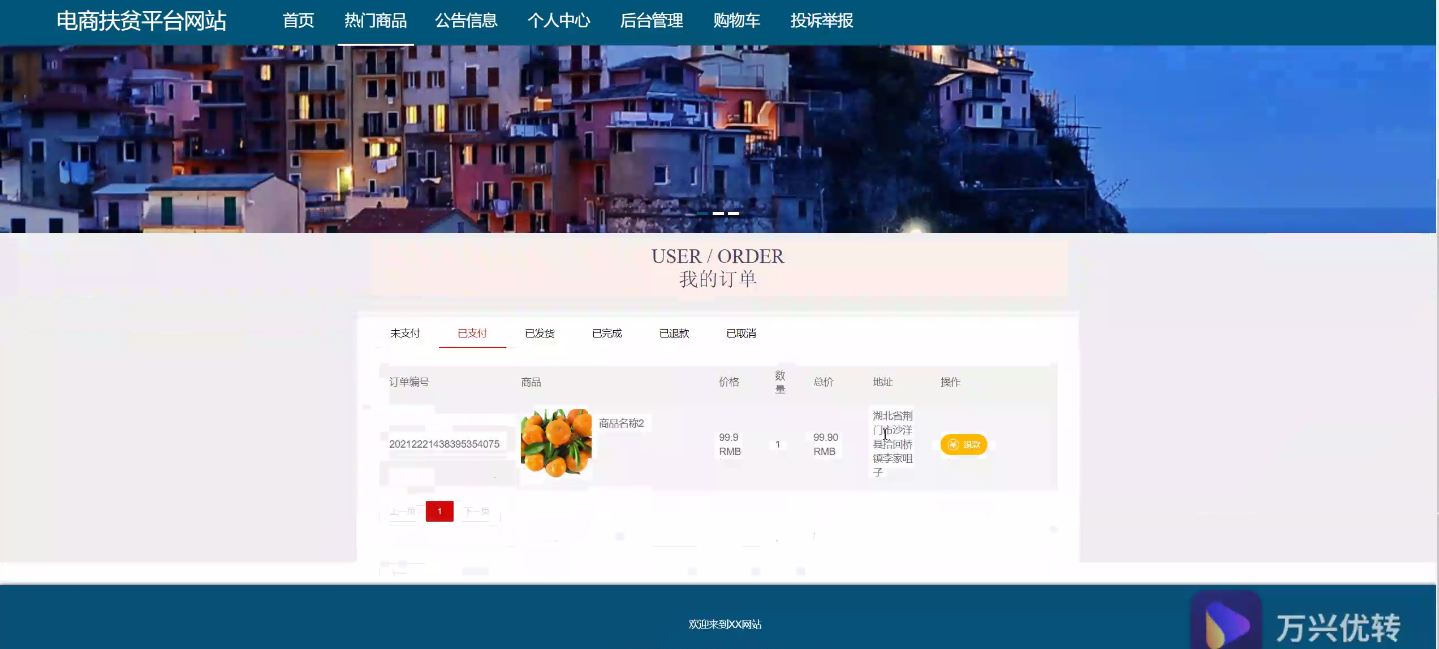 电商扶贫平台网站 首页 热门商品 公告信息 个人中心 后台管理 购物车 投诉举报
USER / ORDER
我的订单
未支付 已支付 已发货 已完成 已退款 已取消
订单编号 商品 价格 数量 总价 地址 操作
20212221438395354075 商品名称2 99.9 RMB 1 99.90 RMB
湖北省荆
门市沙洋
县拾回桥
镇李家咀
子
退款
上一页 1 下一页
欢迎来到XX网站
万兴优转